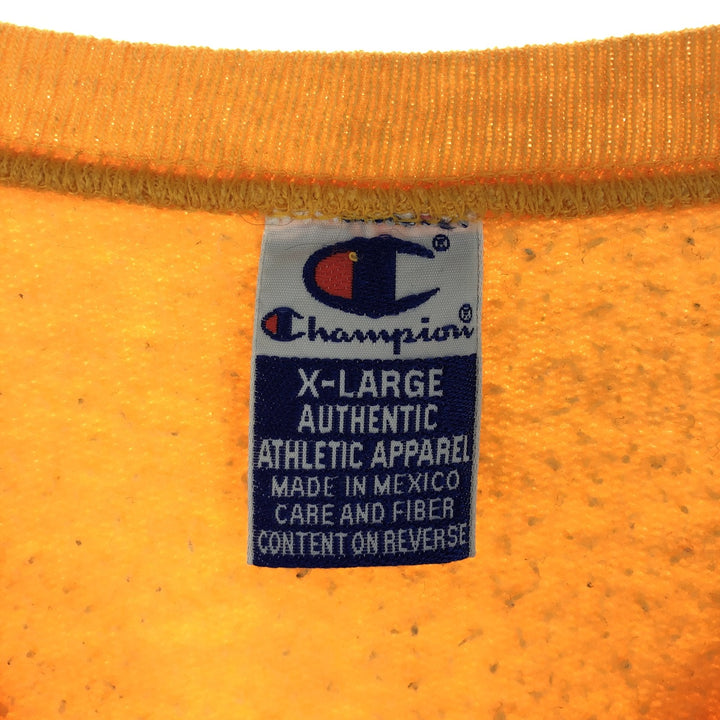 C ®
Champion ®
X-LARGE
AUTHENTIC
ATHLETIC APPAREL
MADE IN MEXICO
CARE AND FIBER
CONTENT ON REVERSE